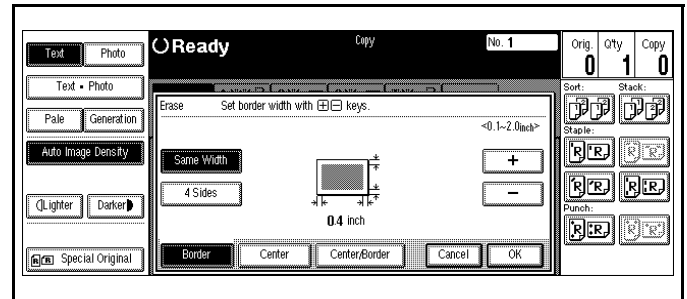 Text Photo
Text • Photo
Pale Generation
Auto Image Density
Lighter Darker
Special Original
Ready
Copy
No. 1
Erase Set border width with ⊞⊟ keys.
<0.1~2.0inch>
Same Width
4 Sides
+
−
0.4 inch
Border Center Center/Border Cancel OK
Orig. Q'ty Copy
0 1 0
Sort: Stack:
Staple:
Punch: